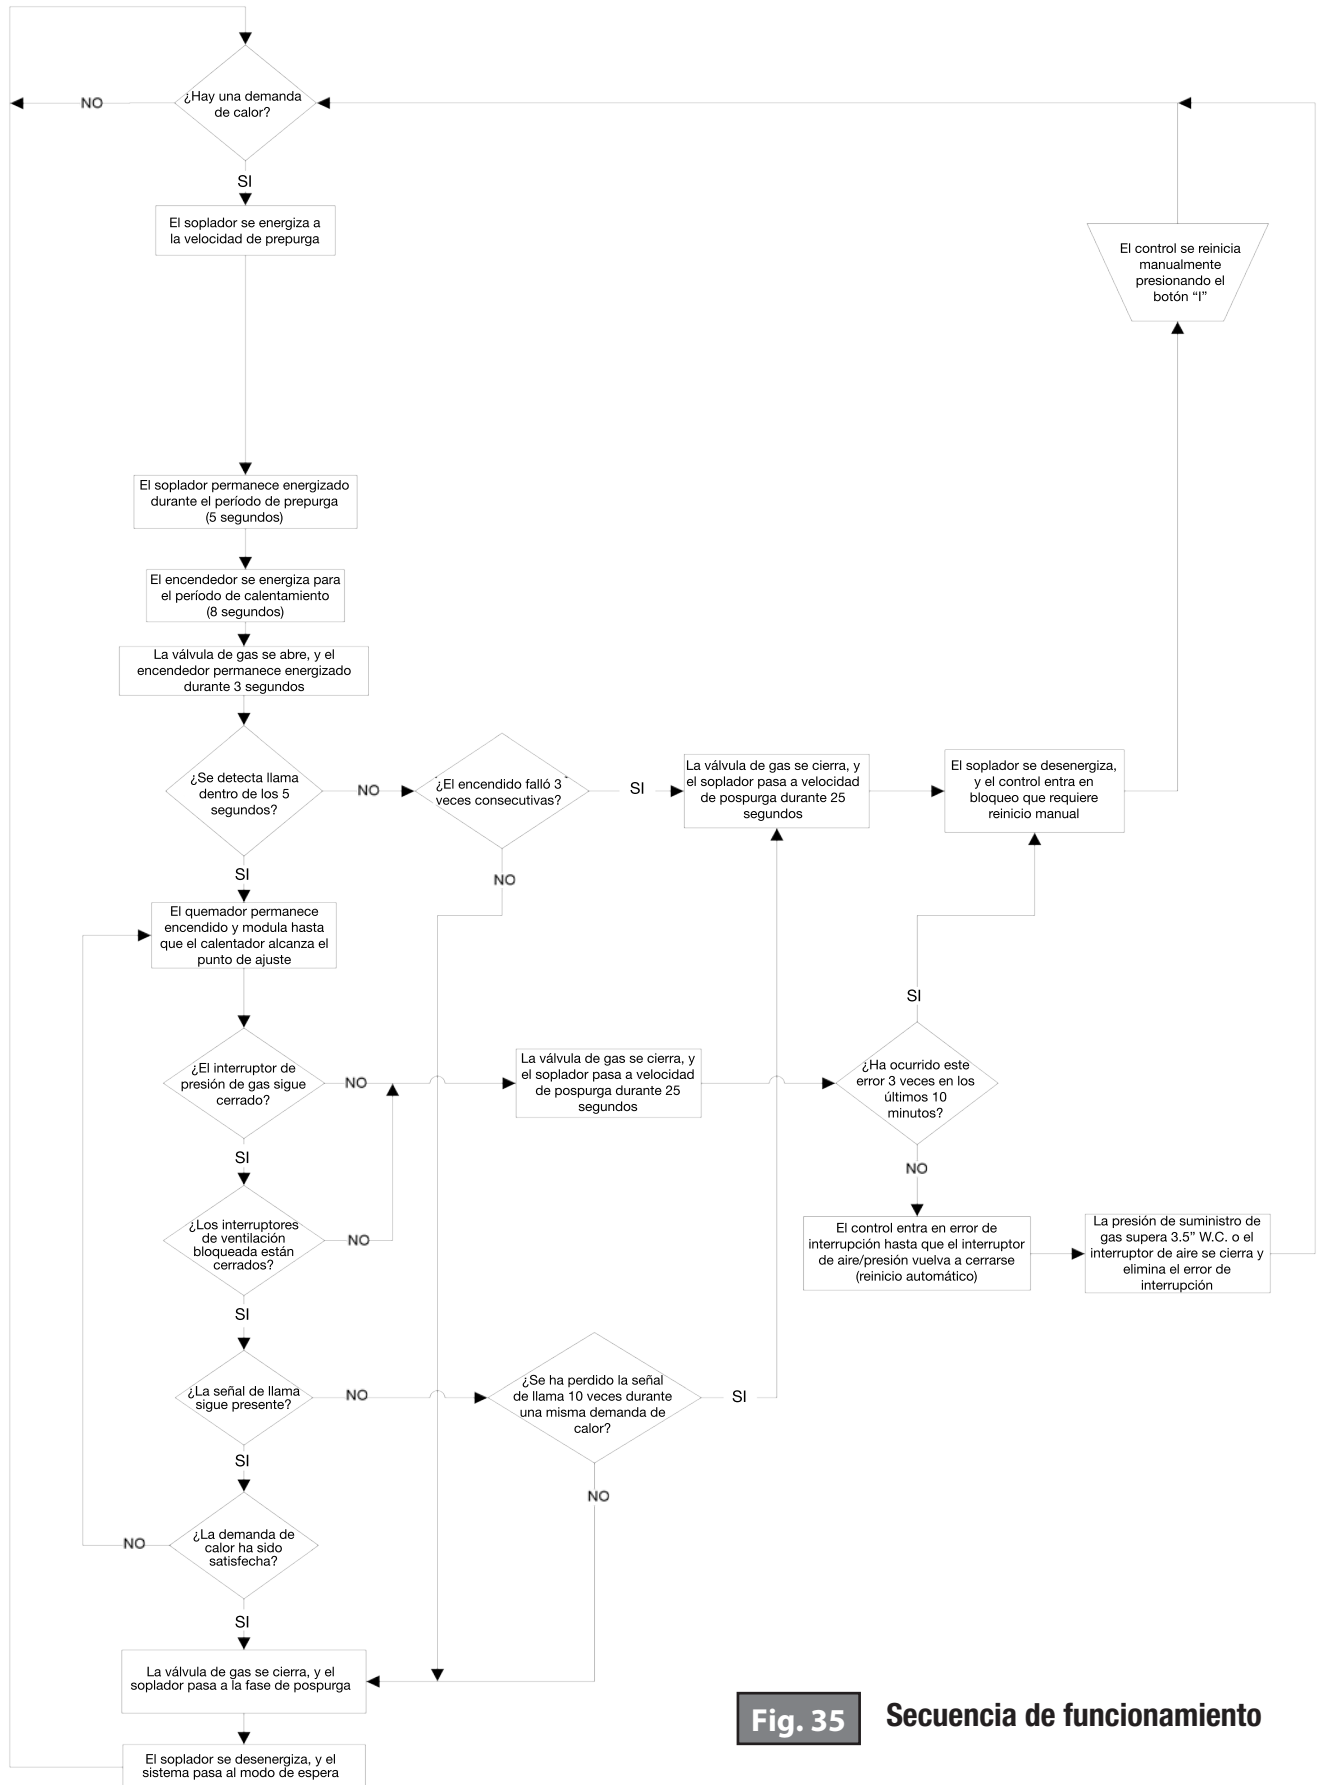 ¿Hay una demanda
de calor?
NO
SI
El soplador se energiza a
la velocidad de prepurga
El control se reinicia
manualmente
presionando el
botón “I”
El soplador permanece energizado
durante el período de prepurga
(5 segundos)
El encendedor se energiza para
el período de calentamiento
(8 segundos)
La válvula de gas se abre, y el
encendedor permanece energizado
durante 3 segundos
¿Se detecta llama
dentro de los 5
segundos?
NO
¿El encendido falló 3
veces consecutivas?
SI
La válvula de gas se cierra, y
el soplador pasa a velocidad
de pospurga durante 25
segundos
El soplador se desenergiza,
y el control entra en
bloqueo que requiere
reinicio manual
SI
NO
El quemador permanece
encendido y modula hasta
que el calentador alcanza el
punto de ajuste
SI
¿El interruptor de
presión de gas sigue
cerrado?
NO
La válvula de gas se cierra, y
el soplador pasa a velocidad
de pospurga durante 25
segundos
¿Ha ocurrido este
error 3 veces en los
últimos 10
minutos?
SI
NO
¿Los interruptores
de ventilación
bloqueada están
cerrados?
NO
El control entra en error de
interrupción hasta que el interruptor
de aire/presión vuelva a cerrarse
(reinicio automático)
La presión de suministro de
gas supera 3.5” W.C. o el
interruptor de aire se cierra y
elimina el error de
interrupción
SI
¿La señal de llama
sigue presente?
NO
¿Se ha perdido la señal
de llama 10 veces durante
una misma demanda de
calor?
SI
SI
NO
¿La demanda de
calor ha sido
satisfecha?
NO
SI
La válvula de gas se cierra, y el
soplador pasa a la fase de pospurga
El soplador se desenergiza, y el
sistema pasa al modo de espera
Fig. 35 Secuencia de funcionamiento